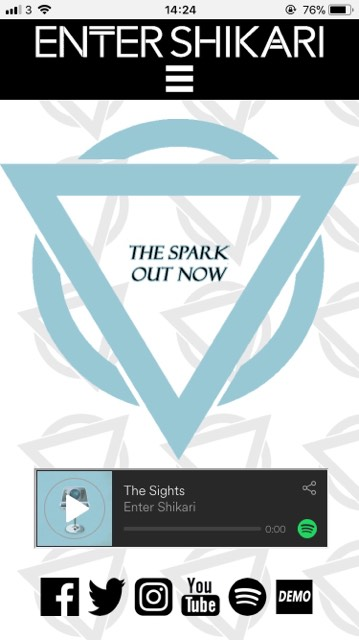 3 14:24 76%
ENTER SHIKARI
THE SPARK
OUT NOW
The Sights
Enter Shikari
0:00
You
Tube
DEMO